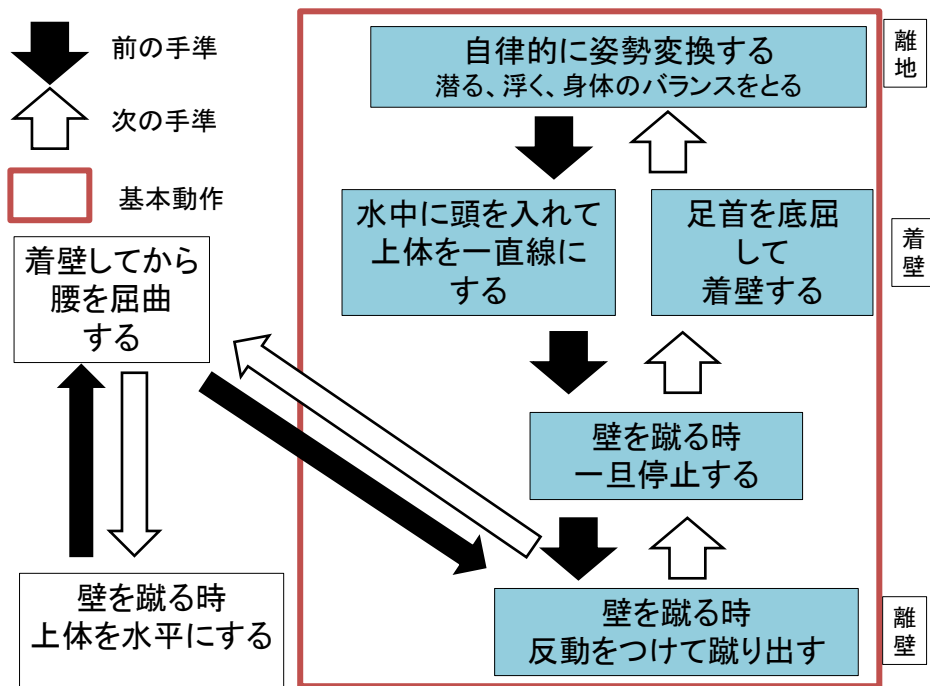 前の手準
次の手準
基本動作
自律的に姿勢変換する
潜る、浮く、身体のバランスをとる
離地
水中に頭を入れて
上体を一直線に
する
足首を底屈
して
着壁する
着壁
着壁してから
腰を屈曲
する
壁を蹴る時
一旦停止する
壁を蹴る時
上体を水平にする
壁を蹴る時
反動をつけて蹴り出す
離壁